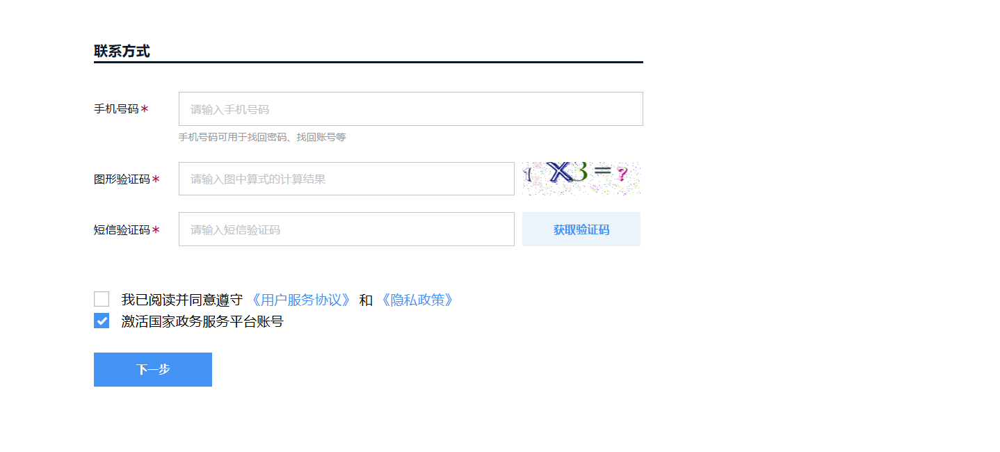 联系方式
手机号码*
请输入手机号码
手机号码可用于找回密码、找回账号等
图形验证码*
请输入图中算式的计算结果
X3=?
短信验证码*
请输入短信验证码
获取验证码
我已阅读并同意遵守《用户服务协议》和《隐私政策》
激活国家政务服务平台账号
下一步